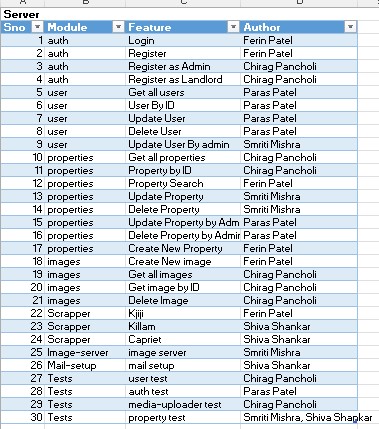 A B C D
Server
Sno Module Feature Author
1 auth Login Ferin Patel
2 auth Register Ferin Patel
3 auth Register as Admin Chirag Pancholi
4 auth Register as Landlord Chirag Pancholi
5 user Get all users Paras Patel
6 user User By ID Paras Patel
7 user Update User Paras Patel
8 user Delete User Paras Patel
9 user Update User By admin Smriti Mishra
10 properties Get all properties Chirag Pancholi
11 properties Property by ID Chirag Pancholi
12 properties Property Search Ferin Patel
13 properties Update Property Smriti Mishra
14 properties Delete Property Smriti Mishra
15 properties Update Property by Adm Paras Patel
16 properties Delete Property by Admir Paras Patel
17 properties Create New Property Ferin Patel
18 images Create New image Ferin Patel
19 images Get all images Chirag Pancholi
20 images Get image by ID Chirag Pancholi
21 images Delete Image Chirag Pancholi
22 Scrapper Kjiji Ferin Patel
23 Scrapper Killam Shiva Shankar
24 Scrapper Capriet Shiva Shankar
25 Image-server image server Smriti Mishra
26 Mail-setup mail setup Shiva Shankar
27 Tests user test Chirag Pancholi
28 Tests auth test Paras Patel
29 Tests media-uploader test Chirag Pancholi
30 Tests property test Smriti Mishra, Shiva Shankar